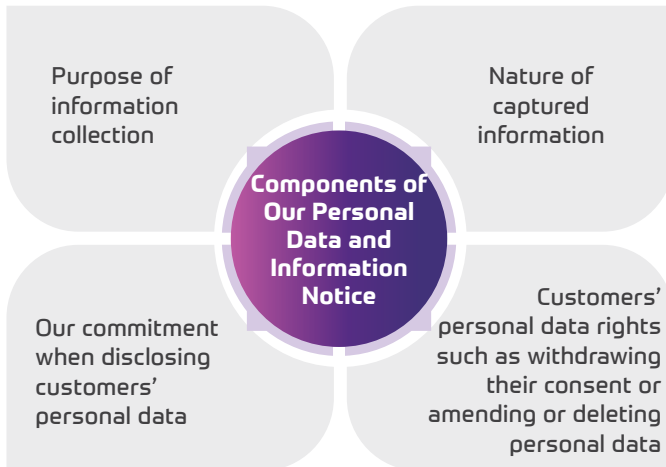 Purpose of
information
collection
Nature of
captured
information
Components of
Our Personal
Data and
Information
Notice
Our commitment
when disclosing
customers’
personal data
Customers’
personal data rights
such as withdrawing
their consent or
amending or deleting
personal data